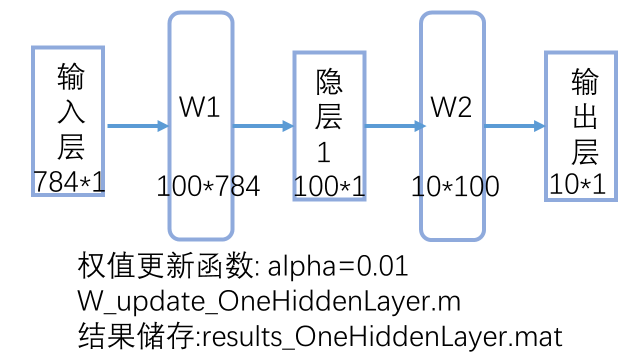 输入层
784*1
W1
100*784
隐层1
100*1
W2
10*100
输出层
10*1
权值更新函数: alpha=0.01
W_update_OneHiddenLayer.m
结果储存:results_OneHiddenLayer.mat